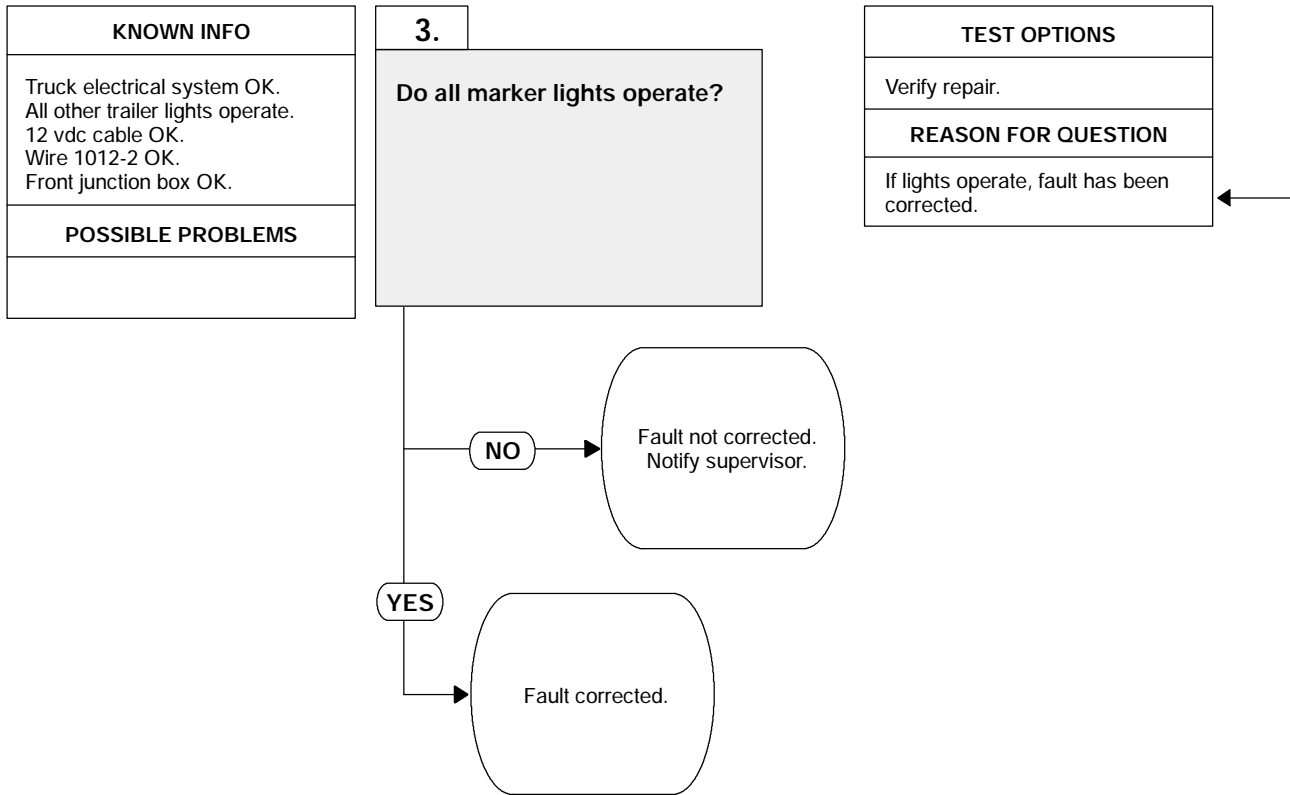 KNOWN INFO
Truck electrical system OK.
All other trailer lights operate.
12 vdc cable OK.
Wire 1012-2 OK.
Front junction box OK.
POSSIBLE PROBLEMS
3.
Do all marker lights operate?
TEST OPTIONS
Verify repair.
REASON FOR QUESTION
If lights operate, fault has been
corrected.
NO
Fault not corrected.
Notify supervisor.
YES
Fault corrected.